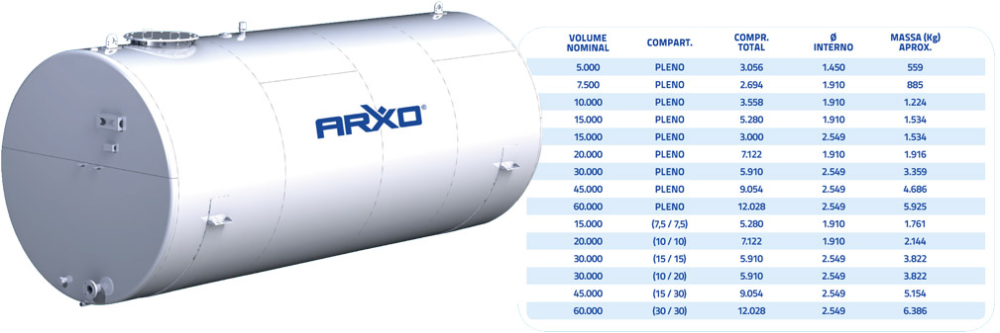 ARXO®
VOLUME NOMINAL COMPART. COMPR. TOTAL Ø INTERNO MASSA (Kg) APROX.
5.000 PLENO 3.056 1.450 559
7.500 PLENO 2.694 1.910 885
10.000 PLENO 3.558 1.910 1.224
15.000 PLENO 5.280 1.910 1.534
15.000 PLENO 3.000 2.549 1.534
20.000 PLENO 7.122 1.910 1.916
30.000 PLENO 5.910 2.549 3.359
45.000 PLENO 9.054 2.549 4.686
60.000 PLENO 12.028 2.549 5.925
15.000 (7,5 / 7,5) 5.280 1.910 1.761
20.000 (10 / 10) 7.122 1.910 2.144
30.000 (15 / 15) 5.910 2.549 3.822
30.000 (10 / 20) 5.910 2.549 3.822
45.000 (15 / 30) 9.054 2.549 5.154
60.000 (30 / 30) 12.028 2.549 6.386